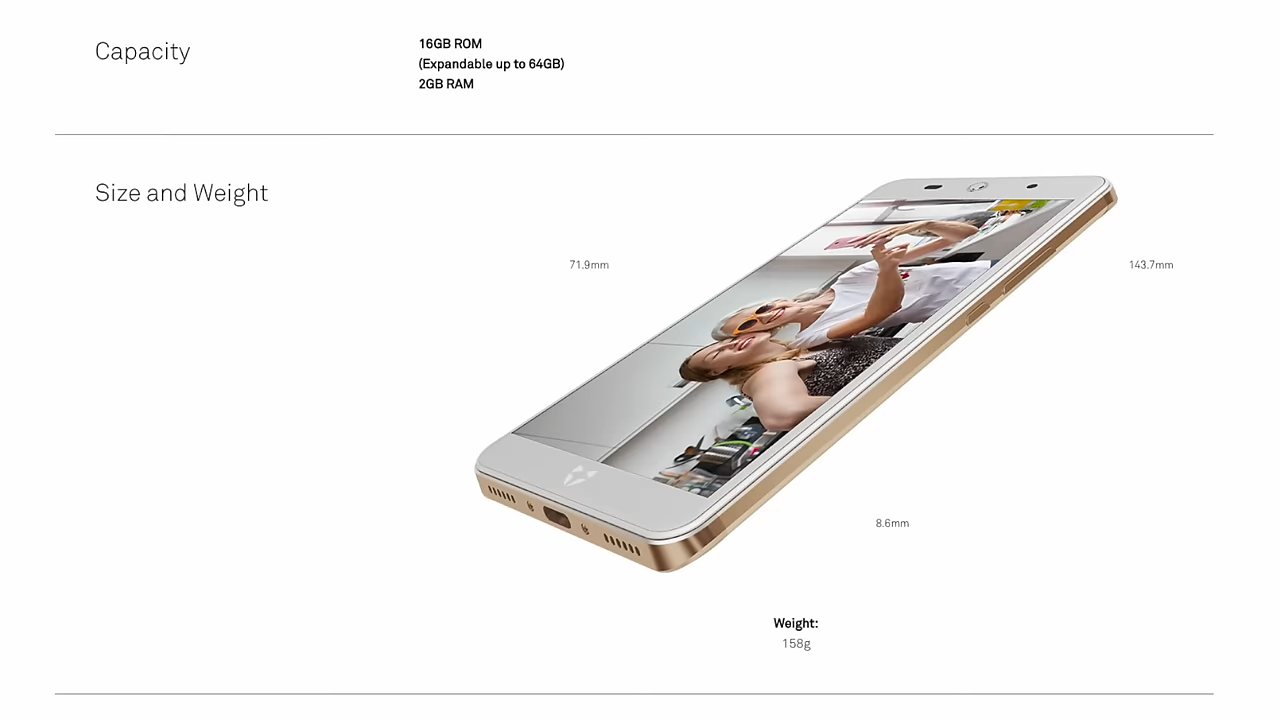 Capacity
16GB ROM
(Expandable up to 64GB)
2GB RAM
Size and Weight
71.9mm
143.7mm
8.6mm
Weight:
158g